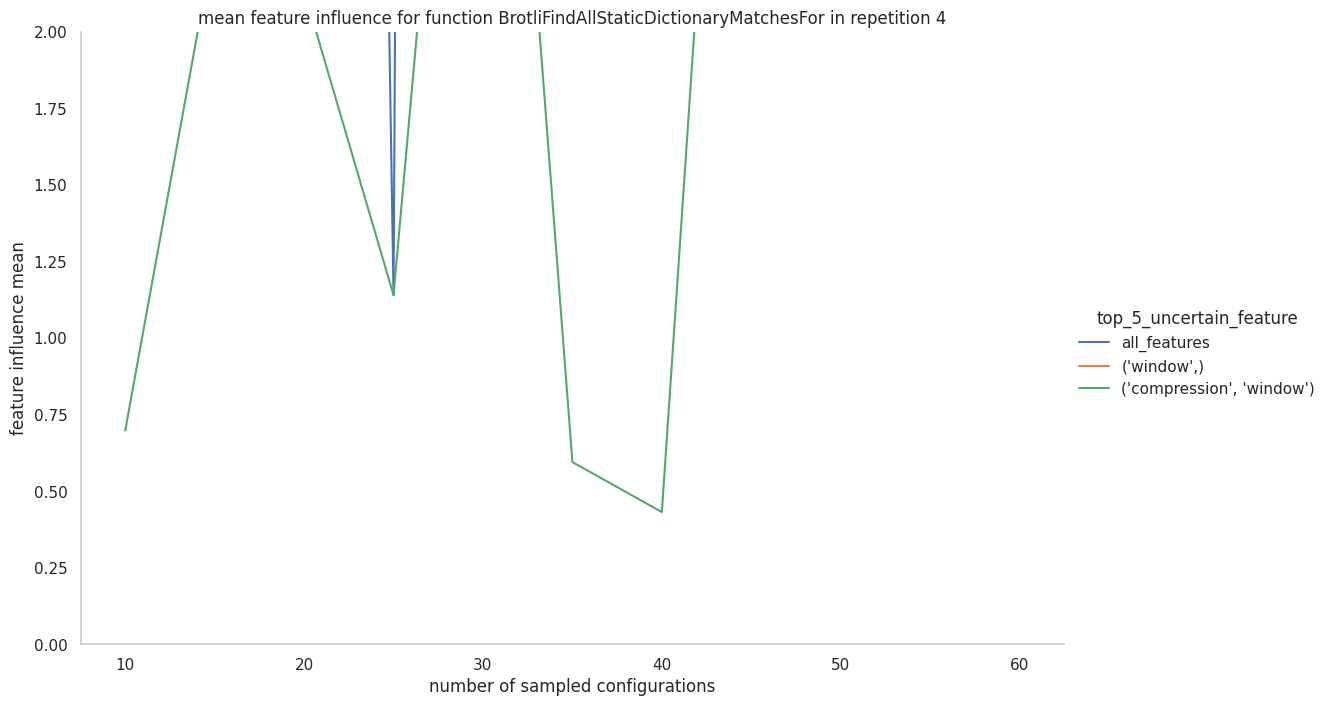 mean feature influence for function BrotliFindAllStaticDictionaryMatchesFor in repetition 4
2.00
1.75
1.50
1.25
1.00
0.75
0.50
0.25
0.00
feature influence mean
10 20 30 40 50 60
number of sampled configurations
top_5_uncertain_feature
all_features
('window',)
('compression', 'window')